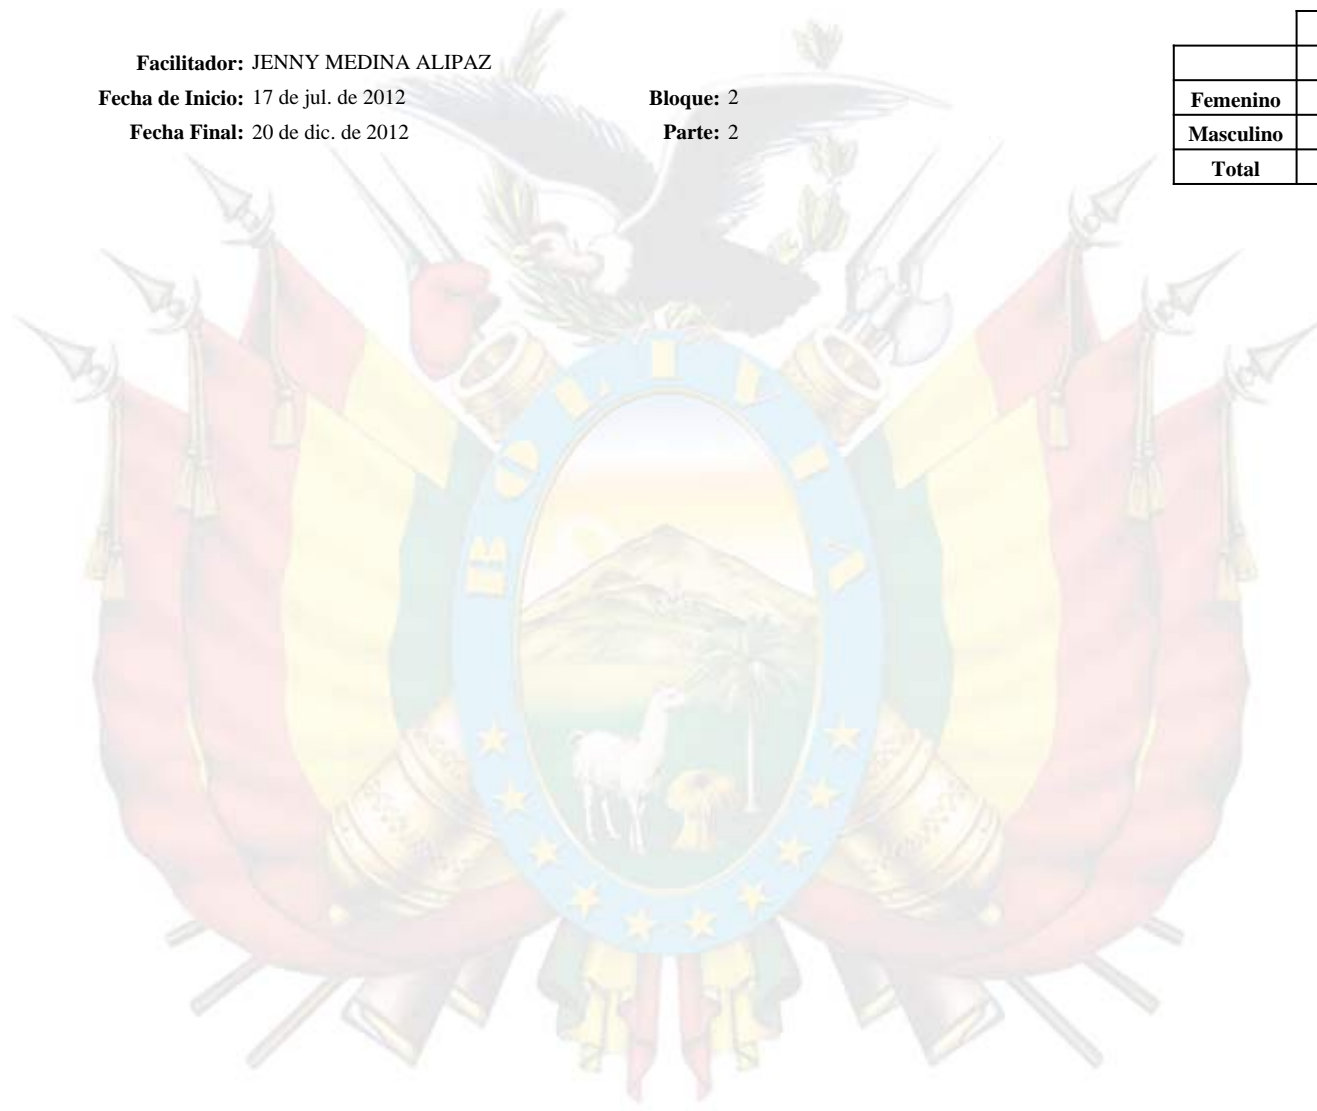 Facilitador: JENNY MEDINA ALIPAZ
Fecha de Inicio: 17 de jul. de 2012 Bloque: 2
Fecha Final: 20 de dic. de 2012 Parte: 2
Femenino
Masculino
Total
BOLIVIA